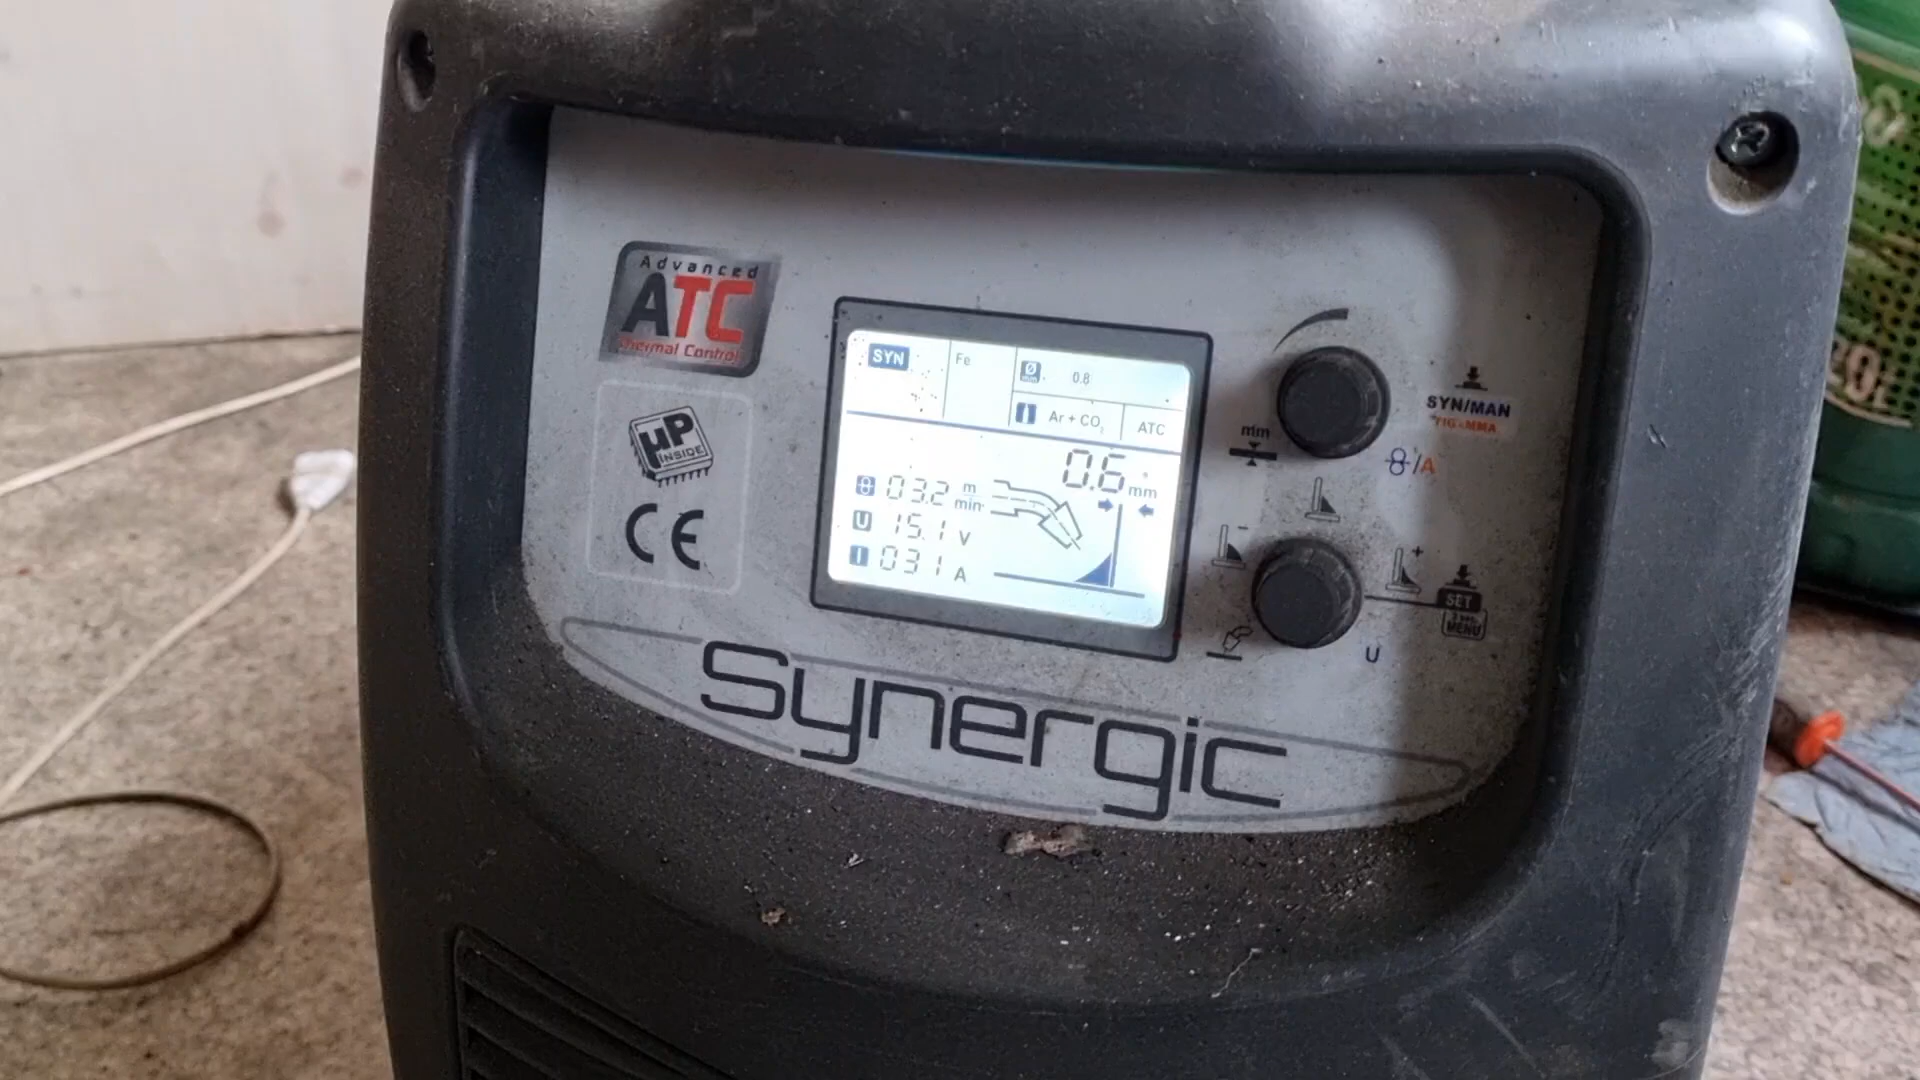 Advanced
ATC
Thermal Control
µP
INSIDE
CE
SYN
Fe
Ø mm
0.8
Ar + CO2
ATC
0.6 mm
03.2 m/min
U 15.1 V
I 031 A
mm
SYN/MAN
TIG-MMA
/A
SET
MENU
U
Synergic